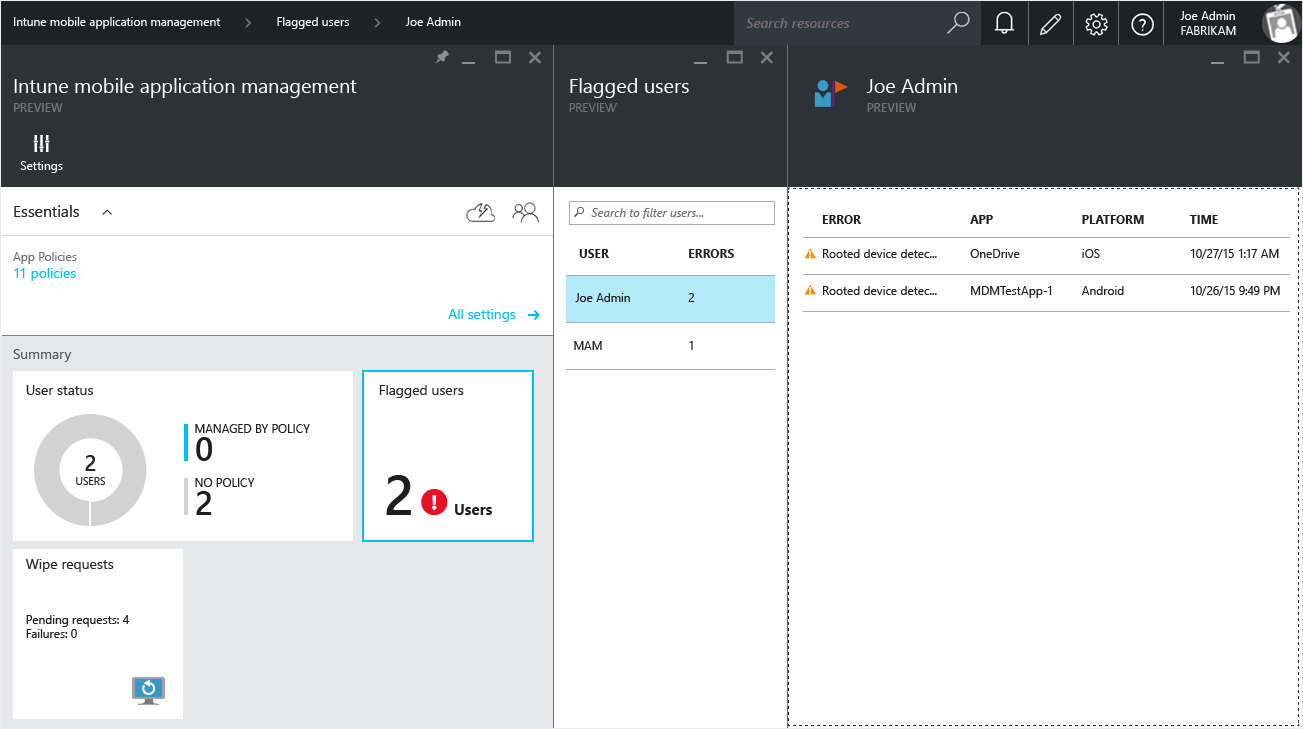 Intune mobile application management
Flagged users
Joe Admin
Search resources
Joe Admin
FABRIKAM
Intune mobile application management
PREVIEW
Settings
Essentials
App Policies
11 policies
All settings
Summary
User status
2
USERS
MANAGED BY POLICY
0
NO POLICY
2
Flagged users
2 Users
Wipe requests
Pending requests: 4
Failures: 0
Flagged users
PREVIEW
Search to filter users...
USER ERRORS
Joe Admin 2
MAM 1
Joe Admin
PREVIEW
ERROR APP PLATFORM TIME
Rooted device detec... OneDrive iOS 10/27/15 1:17 AM
Rooted device detec... MDMTestApp-1 Android 10/26/15 9:49 PM